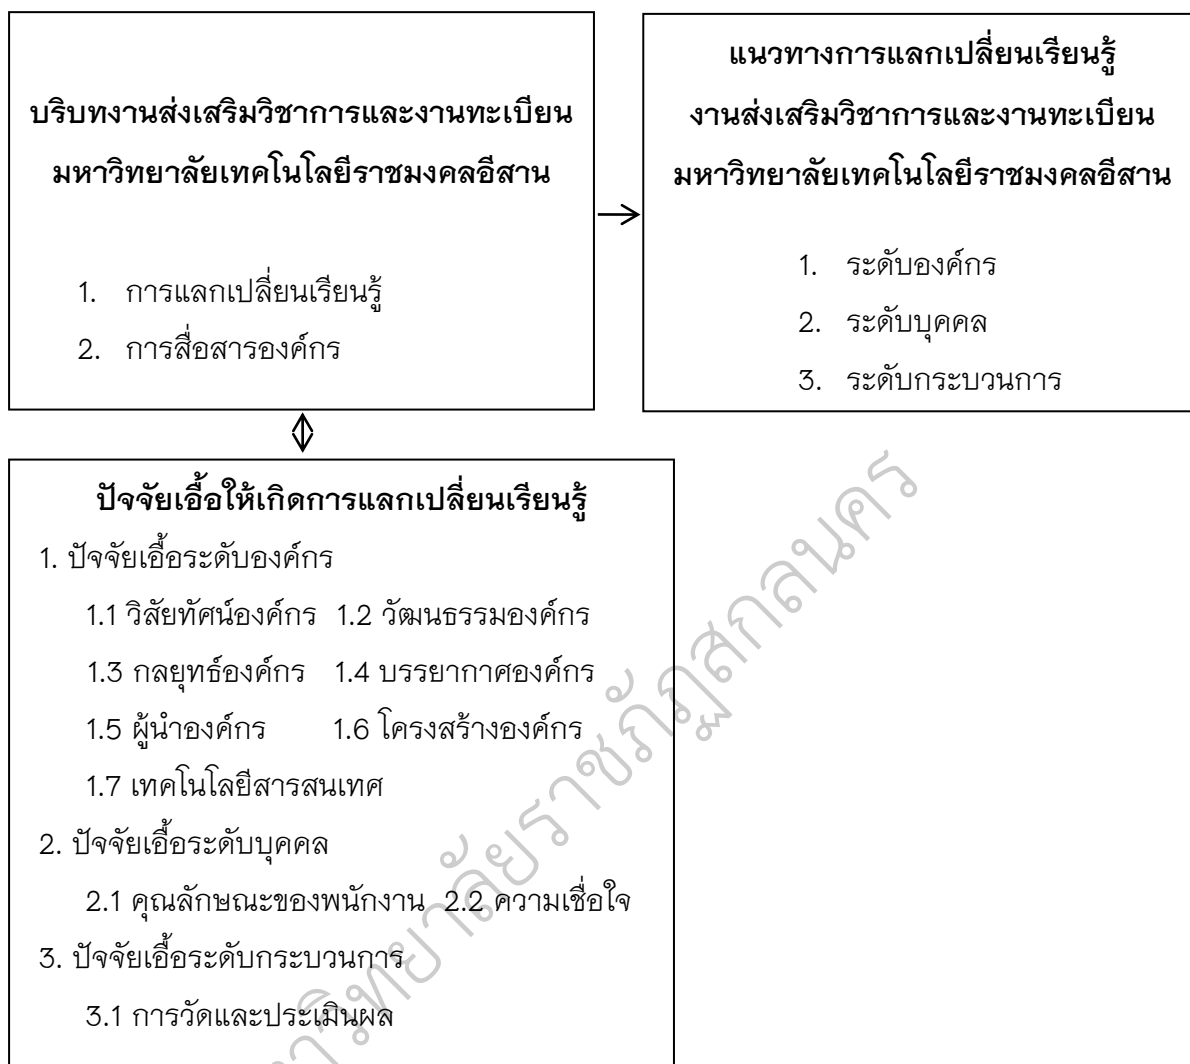 บริบทงานส่งเสริมวิชาการและงานทะเบียน
มหาวิทยาลัยเทคโนโลยีราชมงคลอีสาน
1. การแลกเปลี่ยนเรียนรู้
2. การสื่อสารองค์กร
แนวทางการแลกเปลี่ยนเรียนรู้
งานส่งเสริมวิชาการและงานทะเบียน
มหาวิทยาลัยเทคโนโลยีราชมงคลอีสาน
1. ระดับองค์กร
2. ระดับบุคคล
3. ระดับกระบวนการ
ปัจจัยเอื้อให้เกิดการแลกเปลี่ยนเรียนรู้
1. ปัจจัยเอื้อระดับองค์กร
1.1 วิสัยทัศน์องค์กร 1.2 วัฒนธรรมองค์กร
1.3 กลยุทธ์องค์กร 1.4 บรรยากาศองค์กร
1.5 ผู้นำองค์กร 1.6 โครงสร้างองค์กร
1.7 เทคโนโลยีสารสนเทศ
2. ปัจจัยเอื้อระดับบุคคล
2.1 คุณลักษณะของพนักงาน 2.2 ความเชื่อใจ
3. ปัจจัยเอื้อระดับกระบวนการ
3.1 การวัดและประเมินผล
าวิทยาลัยราชภัฏสกลนคร